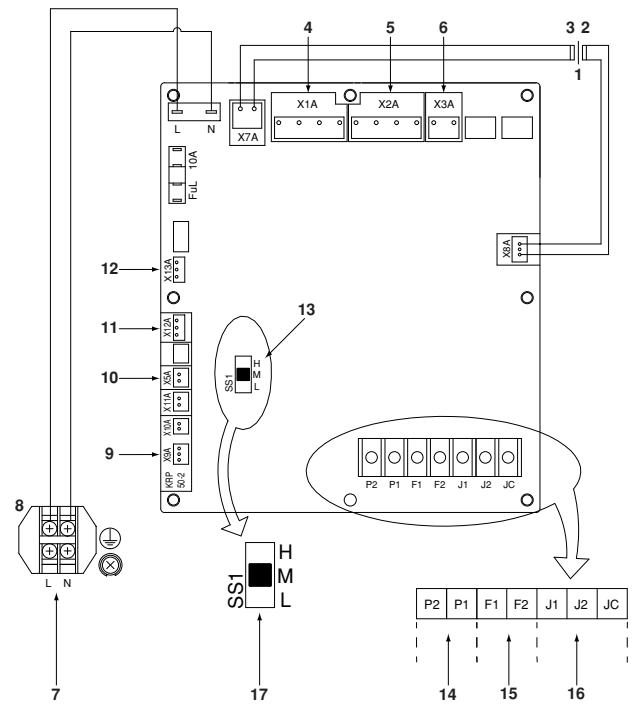 4 5 6 3 2
1
X1A X2A X3A
L N X7A
10A
FuL
X8A
12 X13A
11 X12A
13
H
SS1 M
L
10 X5A
X11A
X10A
9 X9A
KRP
50-2
P2 P1 F1 F2 J1 J2 JC
8
L N
H
SS1 M
L
P2 P1 F1 F2 J1 J2 JC
7 17 14 15 16